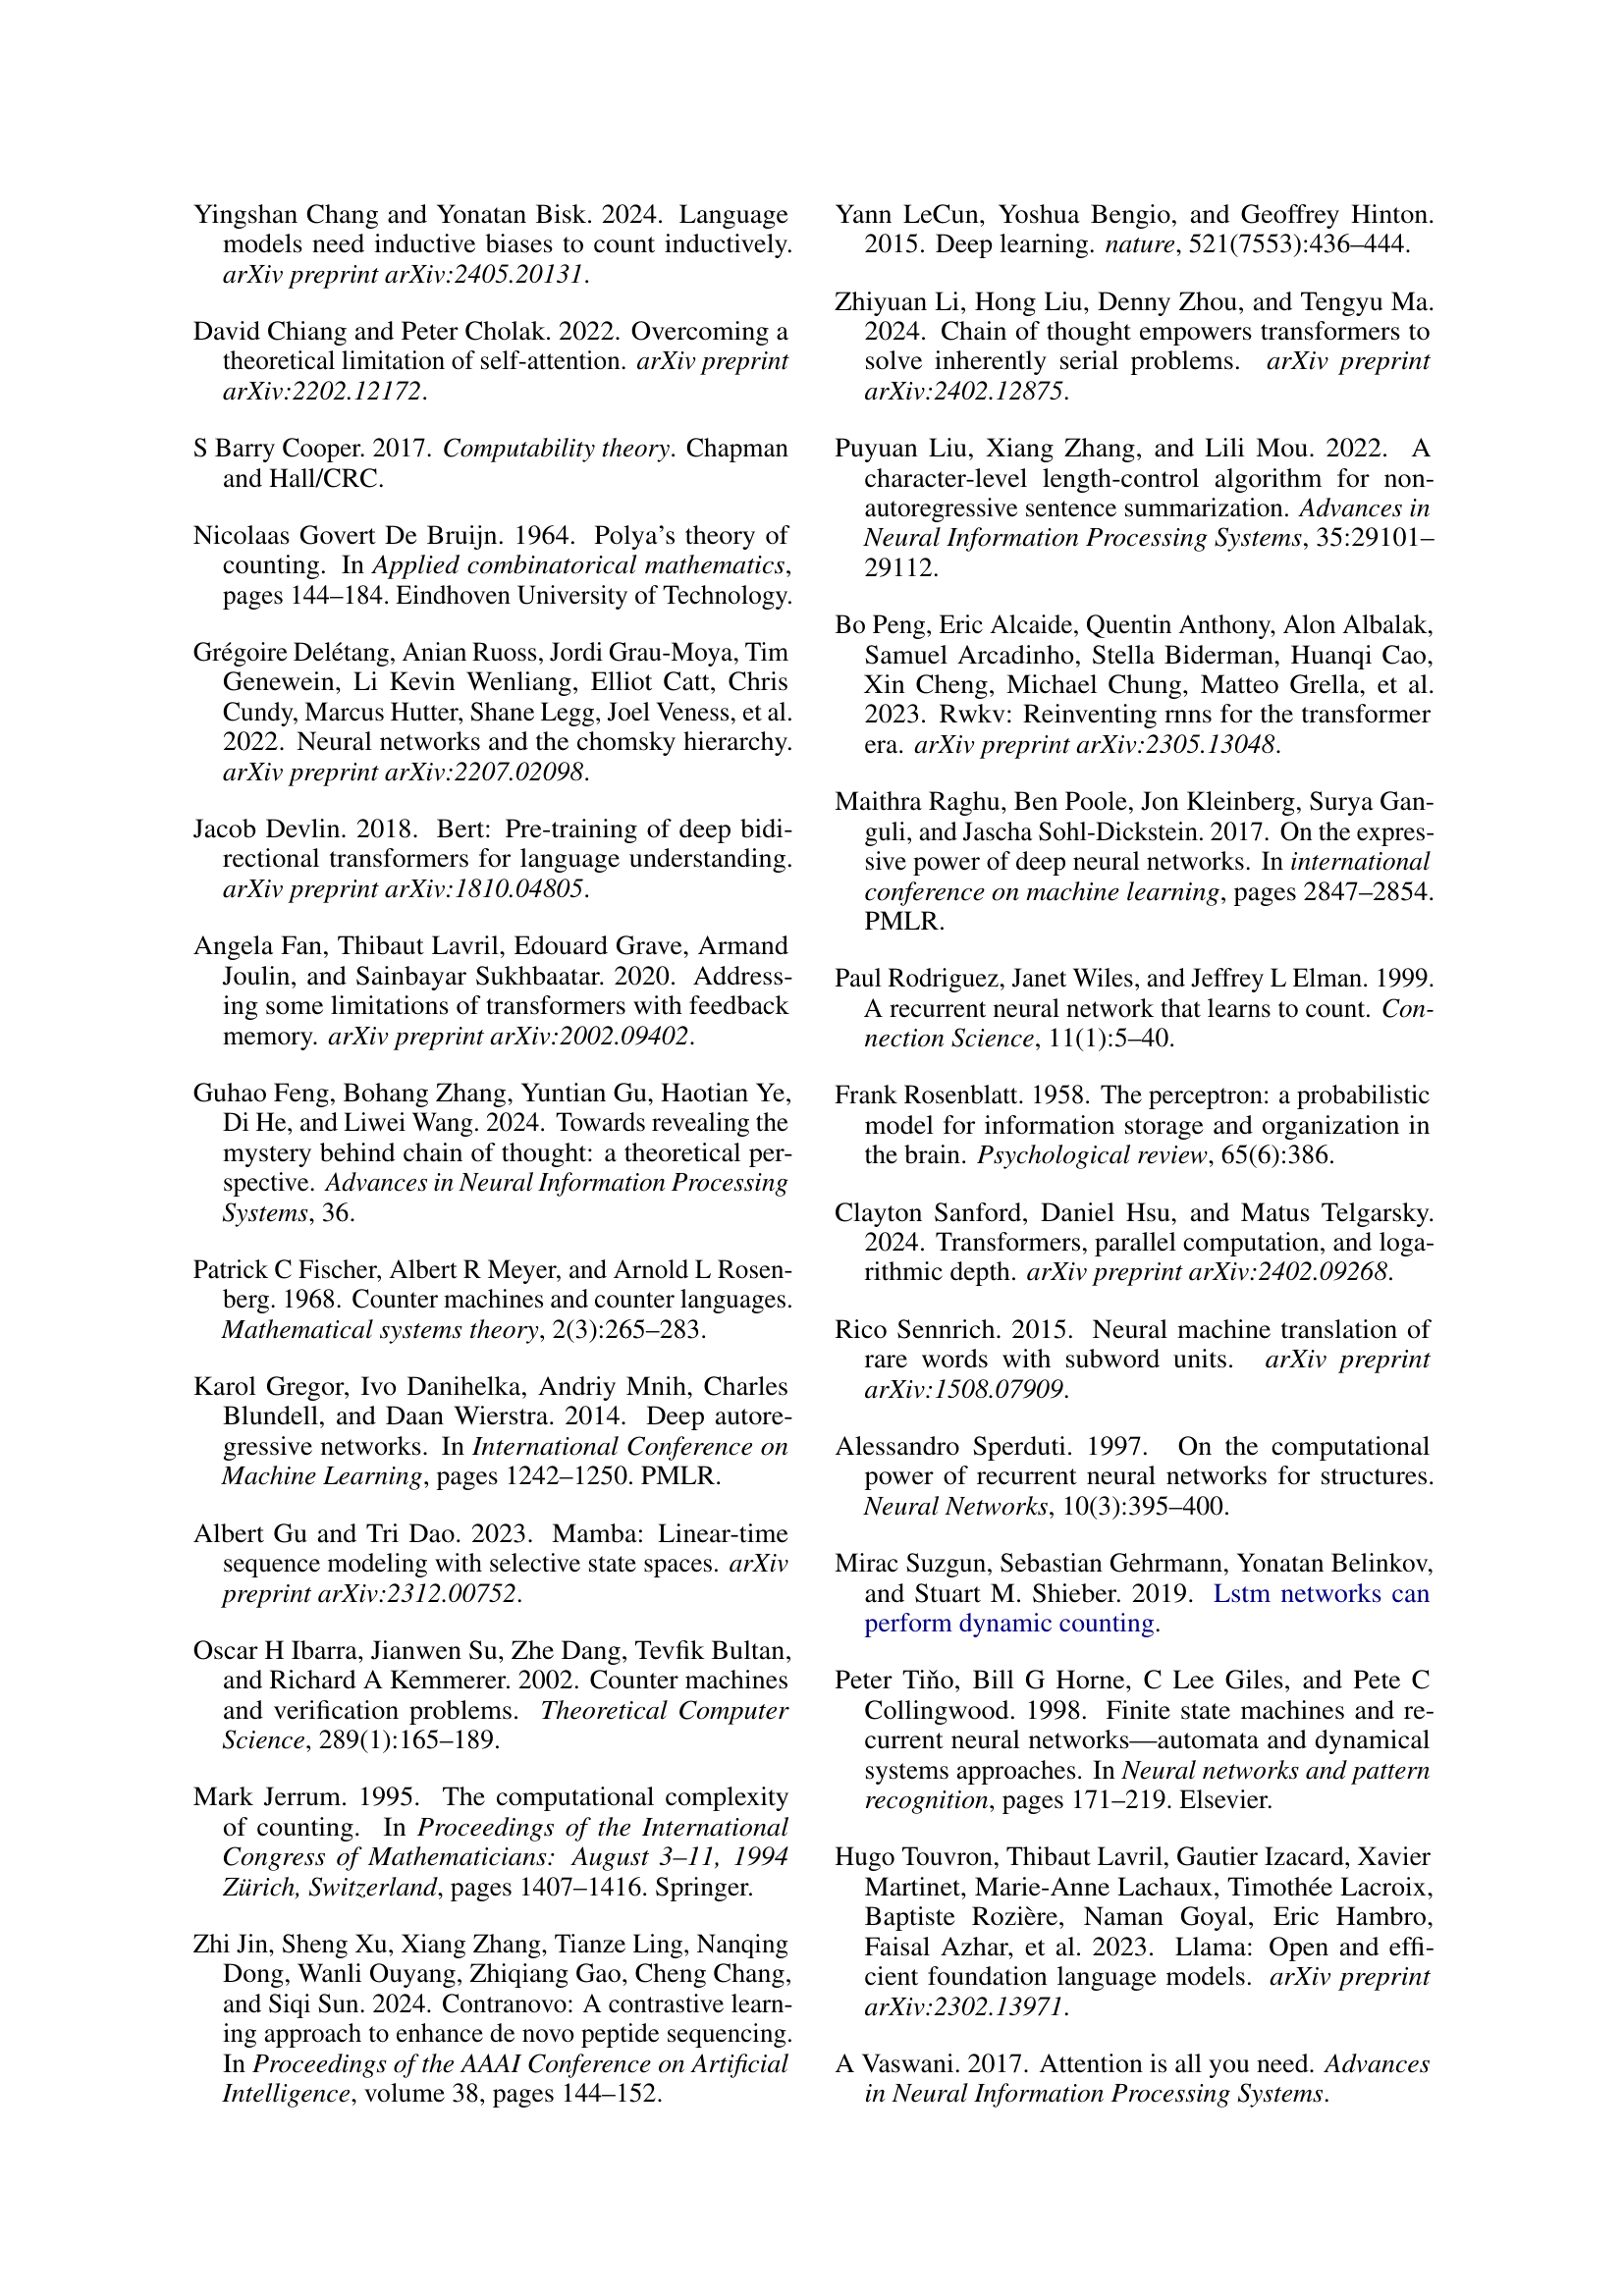 Yingshan Chang and Yonatan Bisk. 2024. Language
models need inductive biases to count inductively.
arXiv preprint arXiv:2405.20131.
David Chiang and Peter Cholak. 2022. Overcoming a
theoretical limitation of self-attention. arXiv preprint
arXiv:2202.12172.
S Barry Cooper. 2017. Computability theory. Chapman
and Hall/CRC.
Nicolaas Govert De Bruijn. 1964. Polya's theory of
counting. In Applied combinatorical mathematics,
pages 144–184. Eindhoven University of Technology.
Grégoire Delétang, Anian Ruoss, Jordi Grau-Moya, Tim
Genewein, Li Kevin Wenliang, Elliot Catt, Chris
Cundy, Marcus Hutter, Shane Legg, Joel Veness, et al.
2022. Neural networks and the chomsky hierarchy.
arXiv preprint arXiv:2207.02098.
Jacob Devlin. 2018. Bert: Pre-training of deep bidi-
rectional transformers for language understanding.
arXiv preprint arXiv:1810.04805.
Angela Fan, Thibaut Lavril, Edouard Grave, Armand
Joulin, and Sainbayar Sukhbaatar. 2020. Address-
ing some limitations of transformers with feedback
memory. arXiv preprint arXiv:2002.09402.
Guhao Feng, Bohang Zhang, Yuntian Gu, Haotian Ye,
Di He, and Liwei Wang. 2024. Towards revealing the
mystery behind chain of thought: a theoretical per-
spective. Advances in Neural Information Processing
Systems, 36.
Patrick C Fischer, Albert R Meyer, and Arnold L Rosen-
berg. 1968. Counter machines and counter languages.
Mathematical systems theory, 2(3):265–283.
Karol Gregor, Ivo Danihelka, Andriy Mnih, Charles
Blundell, and Daan Wierstra. 2014. Deep autore-
gressive networks. In International Conference on
Machine Learning, pages 1242–1250. PMLR.
Albert Gu and Tri Dao. 2023. Mamba: Linear-time
sequence modeling with selective state spaces. arXiv
preprint arXiv:2312.00752.
Oscar H Ibarra, Jianwen Su, Zhe Dang, Tevfik Bultan,
and Richard A Kemmerer. 2002. Counter machines
and verification problems. Theoretical Computer
Science, 289(1):165–189.
Mark Jerrum. 1995. The computational complexity
of counting. In Proceedings of the International
Congress of Mathematicians: August 3–11, 1994
Zürich, Switzerland, pages 1407–1416. Springer.
Zhi Jin, Sheng Xu, Xiang Zhang, Tianze Ling, Nanqing
Dong, Wanli Ouyang, Zhiqiang Gao, Cheng Chang,
and Siqi Sun. 2024. Contranovo: A contrastive learn-
ing approach to enhance de novo peptide sequencing.
In Proceedings of the AAAI Conference on Artificial
Intelligence, volume 38, pages 144–152.
Yann LeCun, Yoshua Bengio, and Geoffrey Hinton.
2015. Deep learning. nature, 521(7553):436–444.
Zhiyuan Li, Hong Liu, Denny Zhou, and Tengyu Ma.
2024. Chain of thought empowers transformers to
solve inherently serial problems. arXiv preprint
arXiv:2402.12875.
Puyuan Liu, Xiang Zhang, and Lili Mou. 2022. A
character-level length-control algorithm for non-
autoregressive sentence summarization. Advances in
Neural Information Processing Systems, 35:29101–
29112.
Bo Peng, Eric Alcaide, Quentin Anthony, Alon Albalak,
Samuel Arcadinho, Stella Biderman, Huanqi Cao,
Xin Cheng, Michael Chung, Matteo Grella, et al.
2023. Rwkv: Reinventing rnns for the transformer
era. arXiv preprint arXiv:2305.13048.
Maithra Raghu, Ben Poole, Jon Kleinberg, Surya Gan-
guli, and Jascha Sohl-Dickstein. 2017. On the expres-
sive power of deep neural networks. In international
conference on machine learning, pages 2847–2854.
PMLR.
Paul Rodriguez, Janet Wiles, and Jeffrey L Elman. 1999.
A recurrent neural network that learns to count. Con-
nection Science, 11(1):5–40.
Frank Rosenblatt. 1958. The perceptron: a probabilistic
model for information storage and organization in
the brain. Psychological review, 65(6):386.
Clayton Sanford, Daniel Hsu, and Matus Telgarsky.
2024. Transformers, parallel computation, and loga-
rithmic depth. arXiv preprint arXiv:2402.09268.
Rico Sennrich. 2015. Neural machine translation of
rare words with subword units. arXiv preprint
arXiv:1508.07909.
Alessandro Sperduti. 1997. On the computational
power of recurrent neural networks for structures.
Neural Networks, 10(3):395–400.
Mirac Suzgun, Sebastian Gehrmann, Yonatan Belinkov,
and Stuart M. Shieber. 2019. Lstm networks can
perform dynamic counting.
Peter Tiňo, Bill G Horne, C Lee Giles, and Pete C
Collingwood. 1998. Finite state machines and re-
current neural networks—automata and dynamical
systems approaches. In Neural networks and pattern
recognition, pages 171–219. Elsevier.
Hugo Touvron, Thibaut Lavril, Gautier Izacard, Xavier
Martinet, Marie-Anne Lachaux, Timothée Lacroix,
Baptiste Rozière, Naman Goyal, Eric Hambro,
Faisal Azhar, et al. 2023. Llama: Open and effi-
cient foundation language models. arXiv preprint
arXiv:2302.13971.
A Vaswani. 2017. Attention is all you need. Advances
in Neural Information Processing Systems.